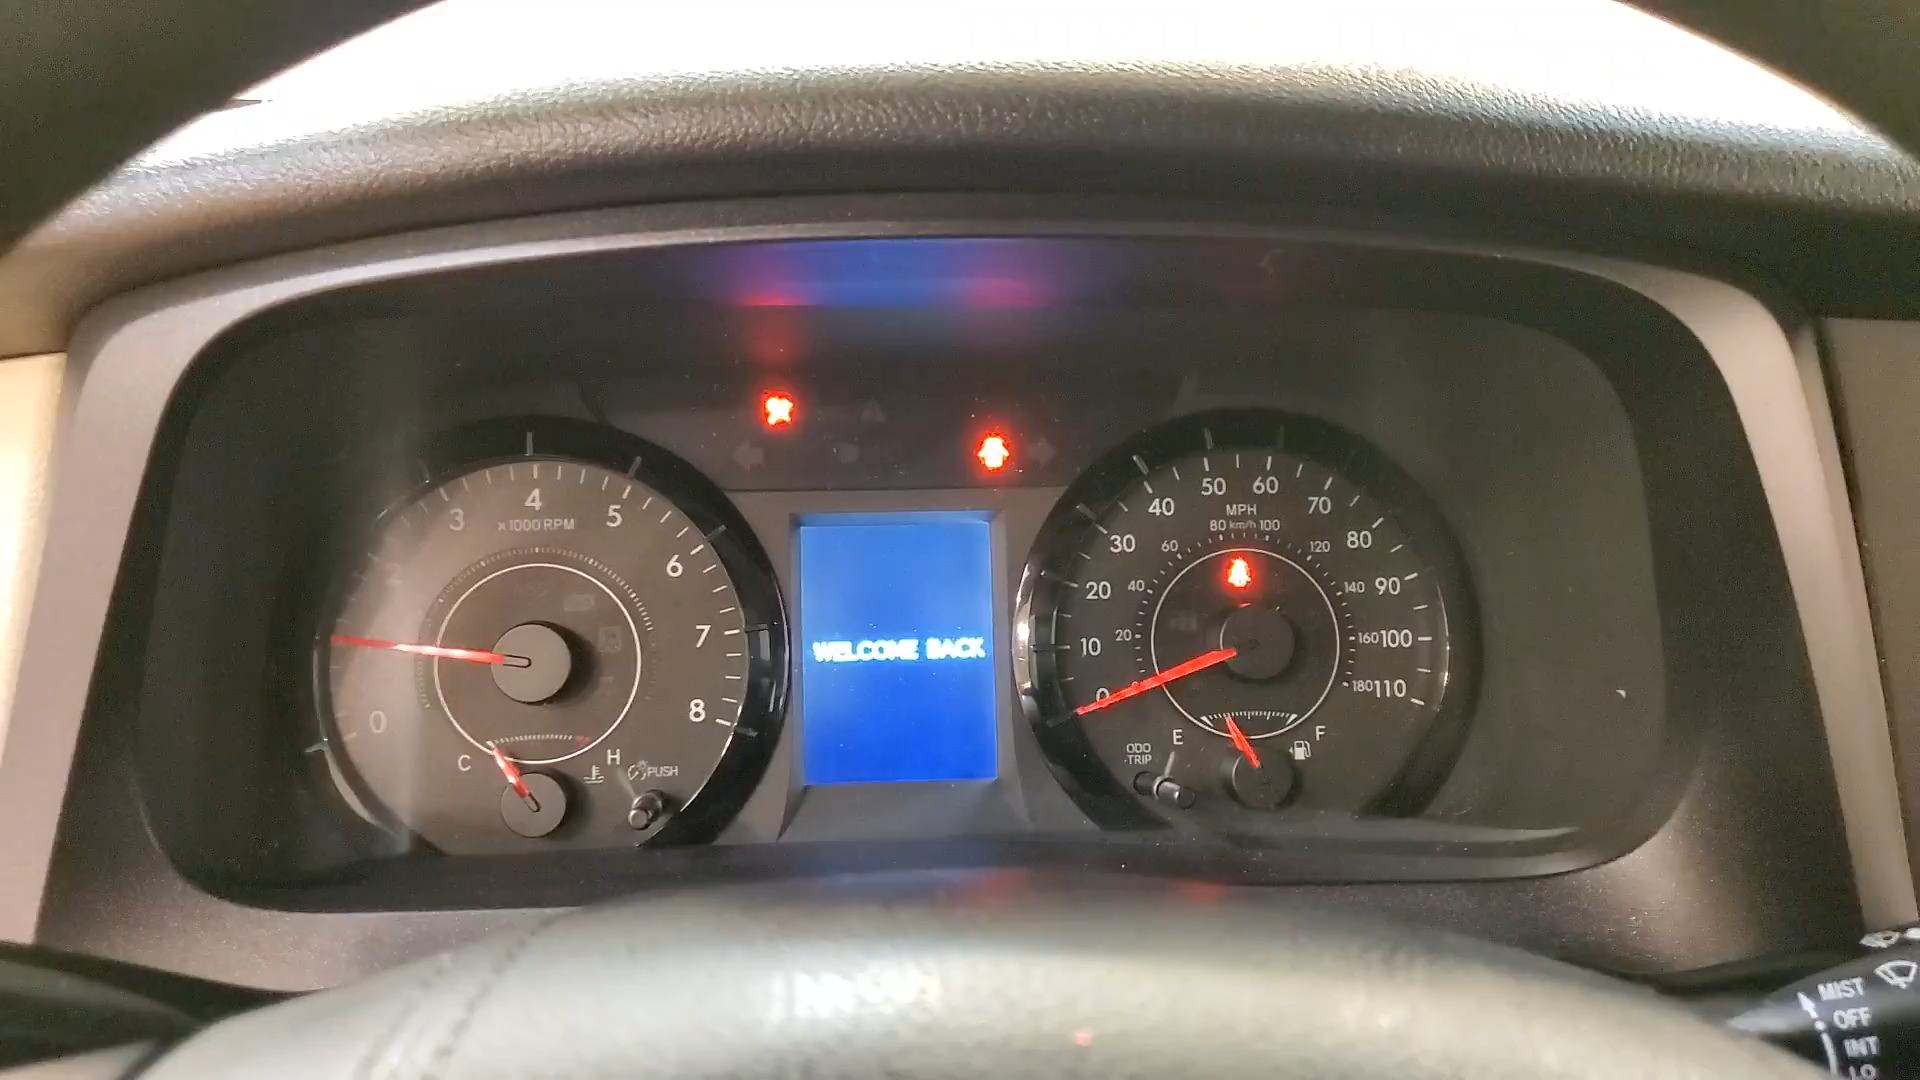 3 4 5 6 7 8 0
x1000 RPM
C H
PUSH
WELCOME BACK
0 10 20 30 40 50 60 70 80 90 100 110
MPH
80 km/h 100
20 40 60 120 140 160 180
ODO
TRIP
E F
MIST
OFF
INT
LO